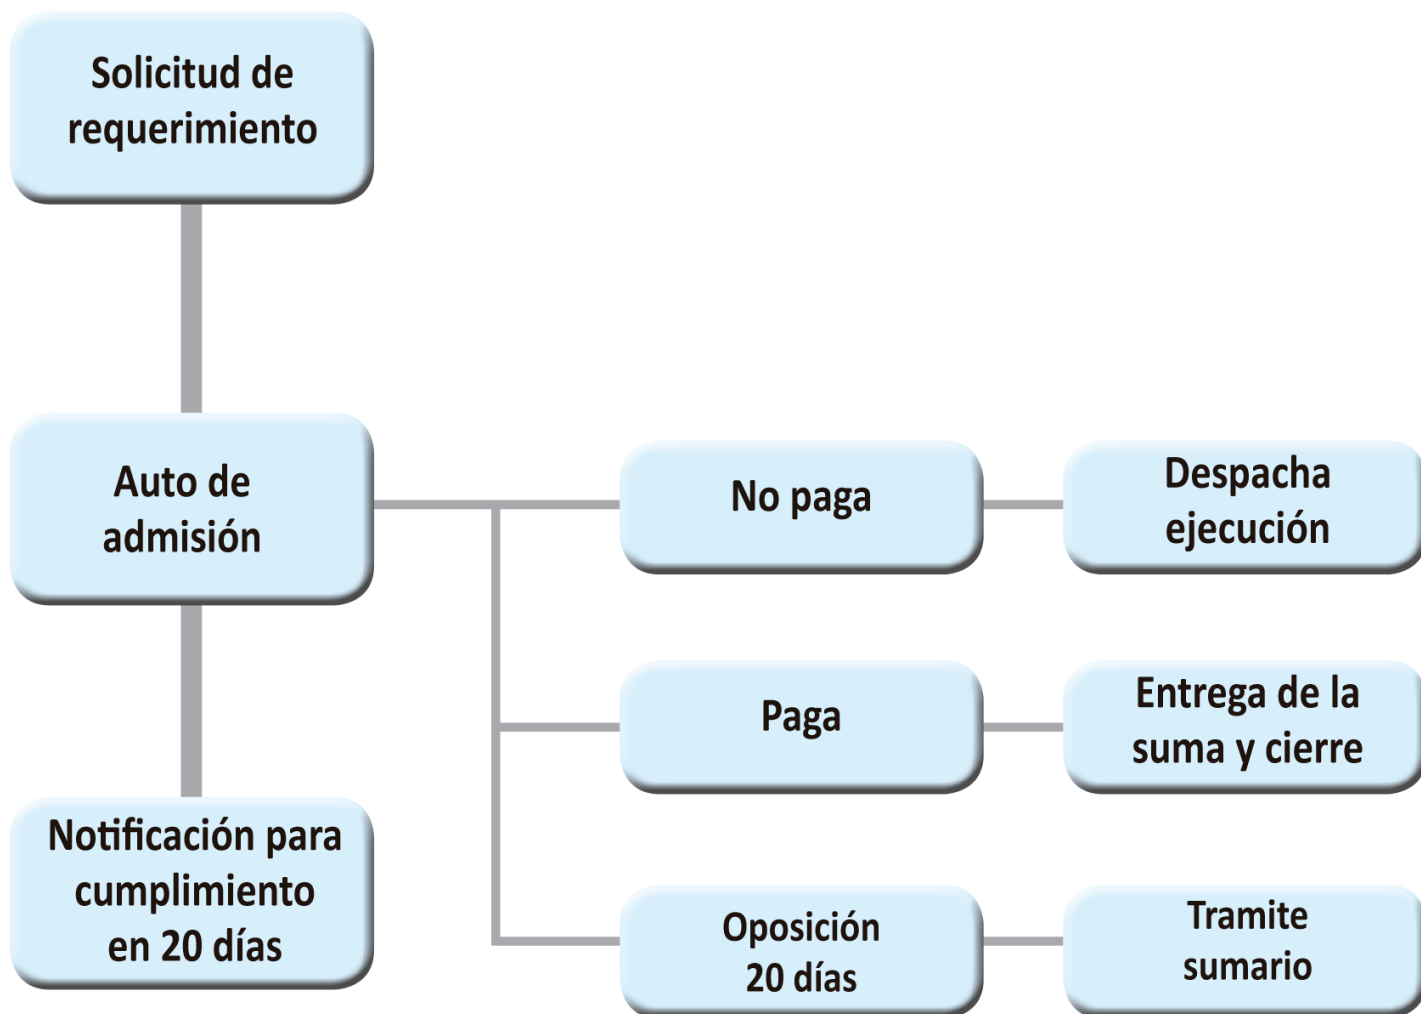 Solicitud de
requerimiento
Auto de
admisión
No paga
Despacha
ejecución
Paga
Entrega de la
suma y cierre
Notificación para
cumplimiento
en 20 días
Oposición
20 días
Tramite
sumario